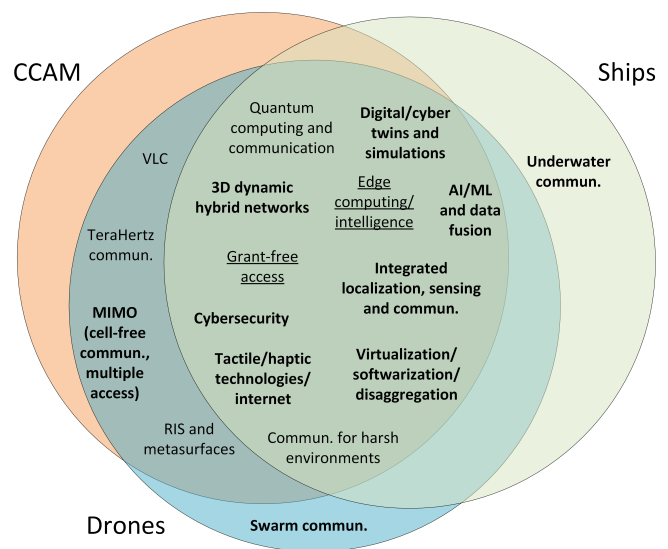 CCAM
Ships
Quantum
computing and
communication
Digital/cyber
twins and
simulations
VLC
Underwater
commun.
3D dynamic
hybrid networks
Edge
computing/
intelligence
AI/ML
and data
fusion
TeraHertz
commun.
Grant-free
access
Integrated
localization, sensing
and commun.
MIMO
(cell-free
commun.,
multiple
access)
Cybersecurity
Tactile/haptic
technologies/
internet
Virtualization/
softwarization/
disaggregation
RIS and
metasurfaces
Commun. for harsh
environments
Drones
Swarm commun.